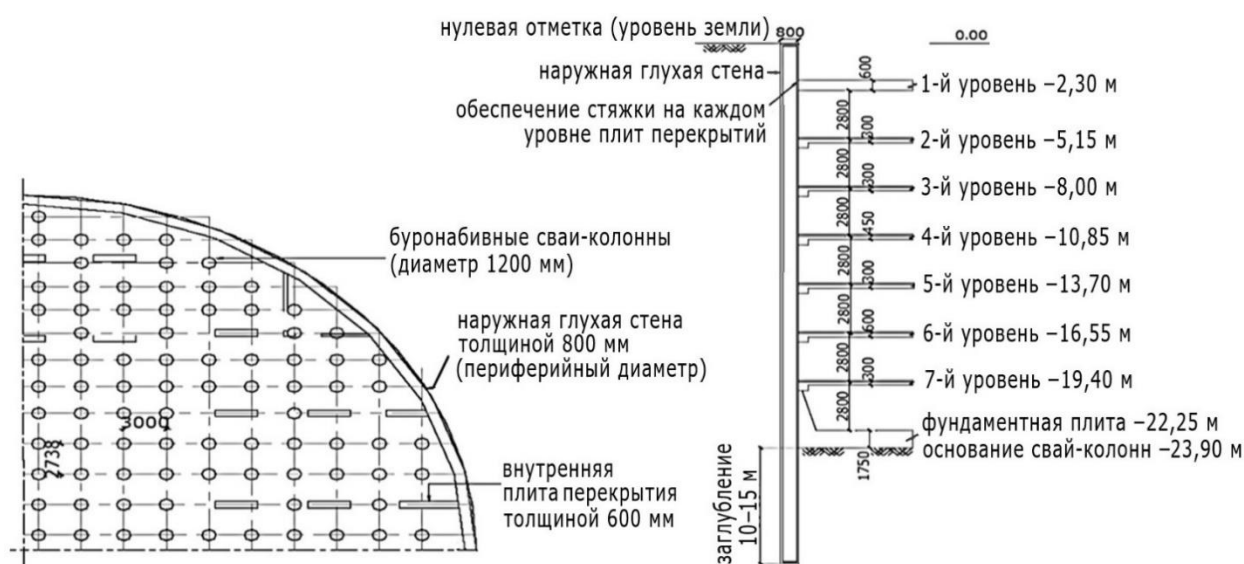 нулевая отметка (уровень земли)
800
0.00
наружная глухая стена
600
1-й уровень –2,30 м
обеспечение стяжки на каждом
уровне плит перекрытий
2800
300
2-й уровень –5,15 м
2800
300
3-й уровень –8,00 м
2800
450
4-й уровень –10,85 м
2800
300
5-й уровень –13,70 м
2800
600
6-й уровень –16,55 м
2800
300
7-й уровень –19,40 м
2800
фундаментная плита –22,25 м
основание свай-колонн –23,90 м
1750
заглубление
10–15 м
буронабивные сваи-колонны
(диаметр 1200 мм)
наружная глухая стена
толщиной 800 мм
(периферийный диаметр)
3000
2738
внутренняя
плита перекрытия
толщиной 600 мм